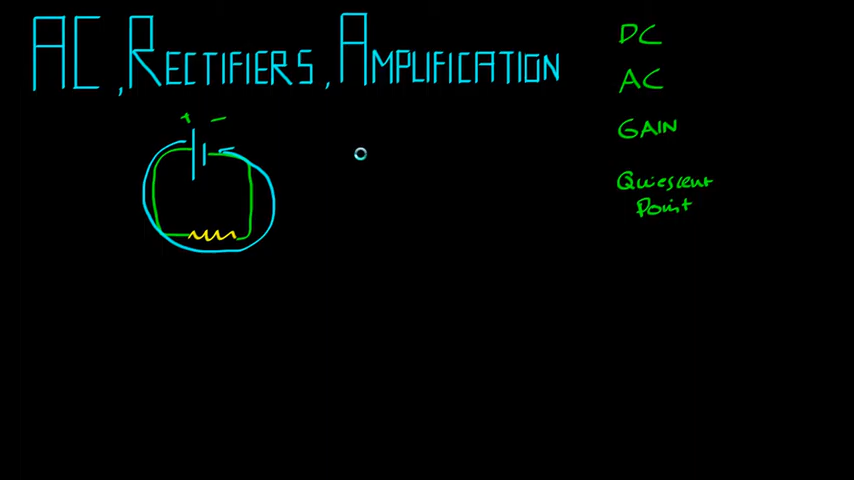 AC, RECTIFIERS, AMPLIFICATION
DC
AC
GAIN
Quiescent
Point
+ -